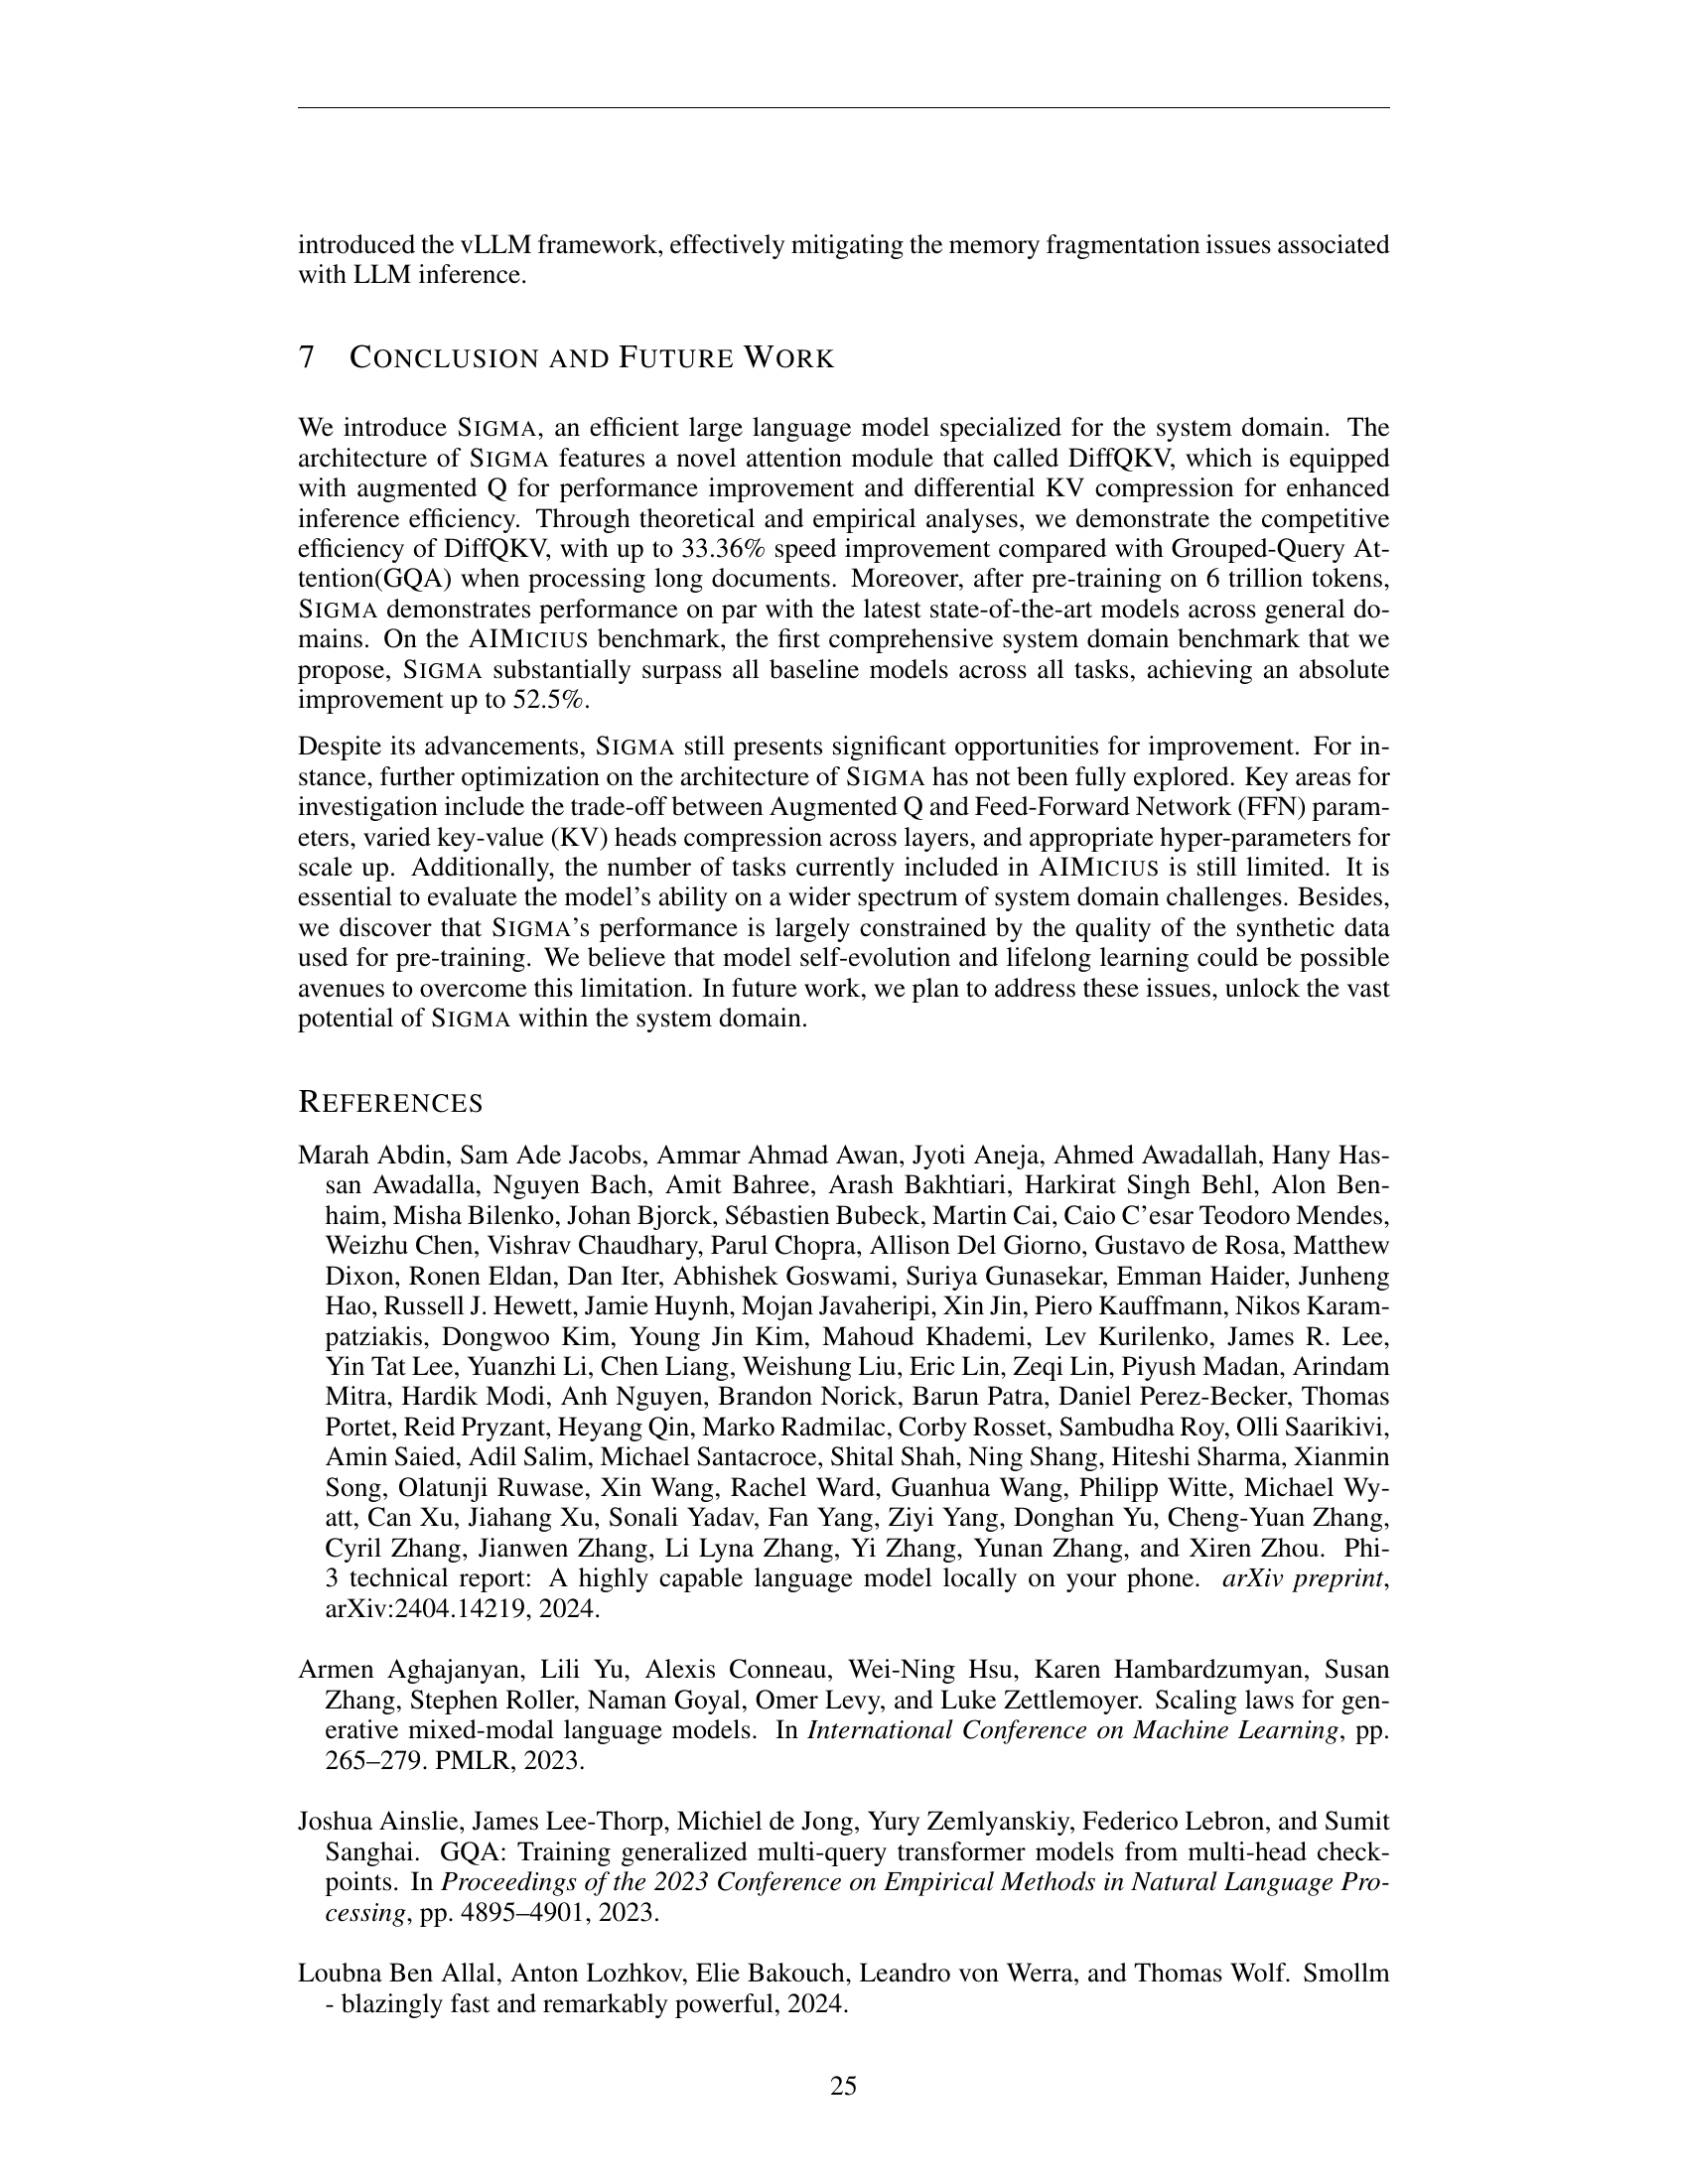 introduced the vLLM framework, effectively mitigating the memory fragmentation issues associated
with LLM inference.
7 CONCLUSION AND FUTURE WORK
We introduce SIGMA, an efficient large language model specialized for the system domain. The
architecture of SIGMA features a novel attention module that called DiffQKV, which is equipped
with augmented Q for performance improvement and differential KV compression for enhanced
inference efficiency. Through theoretical and empirical analyses, we demonstrate the competitive
efficiency of DiffQKV, with up to 33.36% speed improvement compared with Grouped-Query At-
tention(GQA) when processing long documents. Moreover, after pre-training on 6 trillion tokens,
SIGMA demonstrates performance on par with the latest state-of-the-art models across general do-
mains. On the AIMICIUS benchmark, the first comprehensive system domain benchmark that we
propose, SIGMA substantially surpass all baseline models across all tasks, achieving an absolute
improvement up to 52.5%.
Despite its advancements, SIGMA still presents significant opportunities for improvement. For in-
stance, further optimization on the architecture of SIGMA has not been fully explored. Key areas for
investigation include the trade-off between Augmented Q and Feed-Forward Network (FFN) param-
eters, varied key-value (KV) heads compression across layers, and appropriate hyper-parameters for
scale up. Additionally, the number of tasks currently included in AIMICIUS is still limited. It is
essential to evaluate the model's ability on a wider spectrum of system domain challenges. Besides,
we discover that SIGMA's performance is largely constrained by the quality of the synthetic data
used for pre-training. We believe that model self-evolution and lifelong learning could be possible
avenues to overcome this limitation. In future work, we plan to address these issues, unlock the vast
potential of SIGMA within the system domain.
REFERENCES
Marah Abdin, Sam Ade Jacobs, Ammar Ahmad Awan, Jyoti Aneja, Ahmed Awadallah, Hany Has-
san Awadalla, Nguyen Bach, Amit Bahree, Arash Bakhtiari, Harkirat Singh Behl, Alon Ben-
haim, Misha Bilenko, Johan Bjorck, Sébastien Bubeck, Martin Cai, Caio C'esar Teodoro Mendes,
Weizhu Chen, Vishrav Chaudhary, Parul Chopra, Allison Del Giorno, Gustavo de Rosa, Matthew
Dixon, Ronen Eldan, Dan Iter, Abhishek Goswami, Suriya Gunasekar, Emman Haider, Junheng
Hao, Russell J. Hewett, Jamie Huynh, Mojan Javaheripi, Xin Jin, Piero Kauffmann, Nikos Karam-
patziakis, Dongwoo Kim, Young Jin Kim, Mahoud Khademi, Lev Kurilenko, James R. Lee,
Yin Tat Lee, Yuanzhi Li, Chen Liang, Weishung Liu, Eric Lin, Zeqi Lin, Piyush Madan, Arindam
Mitra, Hardik Modi, Anh Nguyen, Brandon Norick, Barun Patra, Daniel Perez-Becker, Thomas
Portet, Reid Pryzant, Heyang Qin, Marko Radmilac, Corby Rosset, Sambudha Roy, Olli Saarikivi,
Amin Saied, Adil Salim, Michael Santacroce, Shital Shah, Ning Shang, Hiteshi Sharma, Xianmin
Song, Olatunji Ruwase, Xin Wang, Rachel Ward, Guanhua Wang, Philipp Witte, Michael Wy-
att, Can Xu, Jiahang Xu, Sonali Yadav, Fan Yang, Ziyi Yang, Donghan Yu, Cheng-Yuan Zhang,
Cyril Zhang, Jianwen Zhang, Li Lyna Zhang, Yi Zhang, Yunan Zhang, and Xiren Zhou. Phi-
3 technical report: A highly capable language model locally on your phone. arXiv preprint,
arXiv:2404.14219, 2024.
Armen Aghajanyan, Lili Yu, Alexis Conneau, Wei-Ning Hsu, Karen Hambardzumyan, Susan
Zhang, Stephen Roller, Naman Goyal, Omer Levy, and Luke Zettlemoyer. Scaling laws for gen-
erative mixed-modal language models. In International Conference on Machine Learning, pp.
265–279. PMLR, 2023.
Joshua Ainslie, James Lee-Thorp, Michiel de Jong, Yury Zemlyanskiy, Federico Lebron, and Sumit
Sanghai. GQA: Training generalized multi-query transformer models from multi-head check-
points. In Proceedings of the 2023 Conference on Empirical Methods in Natural Language Pro-
cessing, pp. 4895–4901, 2023.
Loubna Ben Allal, Anton Lozhkov, Elie Bakouch, Leandro von Werra, and Thomas Wolf. Smollm
- blazingly fast and remarkably powerful, 2024.
25